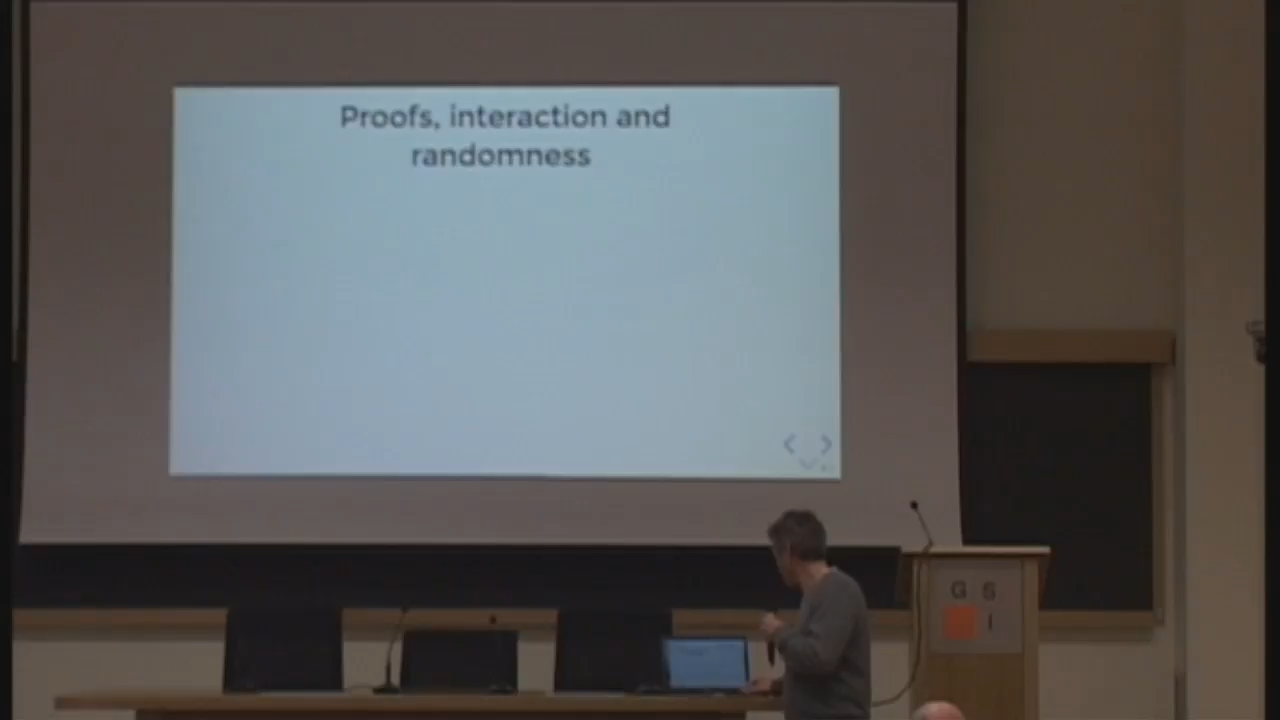 Proofs, interaction and
randomness
G S
I